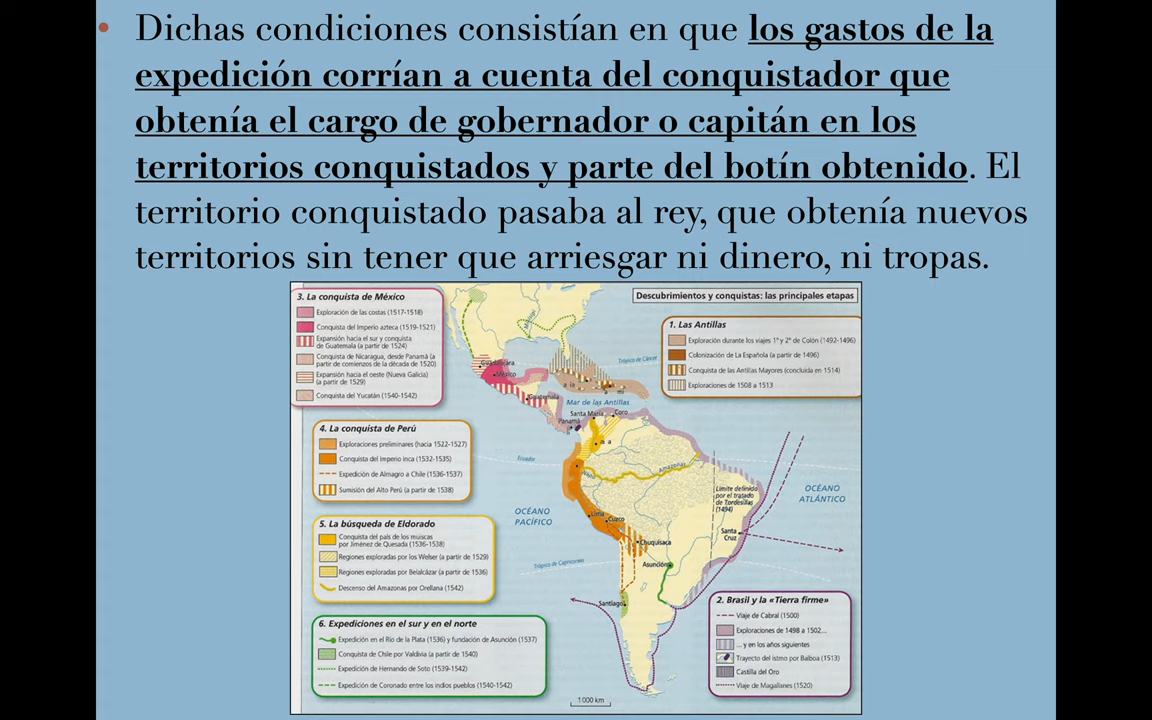 • Dichas condiciones consistían en que los gastos de la
expedición corrían a cuenta del conquistador que
obtenía el cargo de gobernador o capitán en los
territorios conquistados y parte del botín obtenido. El
territorio conquistado pasaba al rey, que obtenía nuevos
territorios sin tener que arriesgar ni dinero, ni tropas.
Descubrimientos y conquistas: las principales etapas
3. La conquista de México
Exploración de las costas (1517-1518)
Conquista del Imperio azteca (1519-1521)
Expansión hacia el sur y conquista
de Guatemala (a partir de 1524)
Conquista de Nicaragua, desde Panamá (a
partir de comienzos de la década de 1520)
Expansión hacia el oeste (Nueva Galicia)
(a partir de 1529)
Conquista del Yucatán (1540-1542)
1. Las Antillas
Exploración durante los viajes 1º y 2º de Colón (1492-1496)
Colonización de La Española (a partir de 1496)
Conquista de las Antillas Mayores (concluida en 1514)
Exploraciones de 1508 a 1513
4. La conquista de Perú
Exploraciones preliminares (hacia 1522-1527)
Conquista del Imperio inca (1532-1535)
Expedición de Almagro a Chile (1536-1537)
Sumisión del Alto Perú (a partir de 1538)
5. La búsqueda de Eldorado
Conquista del país de los muiscas
por Jiménez de Quesada (1536-1538)
Regiones exploradas por los Welser (a partir de 1529)
Regiones exploradas por Belalcázar (a partir de 1536)
Descenso del Amazonas por Orellana (1542)
6. Expediciones en el sur y en el norte
Expedición en el Río de la Plata (1536) y fundación de Asunción (1537)
Conquista de Chile por Valdivia (a partir de 1540)
Expedición de Hernando de Soto (1539-1542)
Expedición de Coronado entre los indios pueblos (1540-1542)
2. Brasil y la «Tierra firme»
Viaje de Cabral (1500)
Exploraciones de 1498 a 1502...
... y en los años siguientes
Trayecto del istmo por Balboa (1513)
Castilla del Oro
Viaje de Magallanes (1520)
Trópico de Cáncer
Guadalajara
México
Guatemala
Mar de las Antillas
Santa María
Coro
Panamá
Ecuador
Amazonas
OCÉANO
PACÍFICO
OCÉANO
ATLÁNTICO
Límite definido
por el tratado
de Tordesillas
(1494)
Lima
Cuzco
Chuquisaca
Santa
Cruz
Trópico de Capricornio
Asunción
Santiago
1000 km